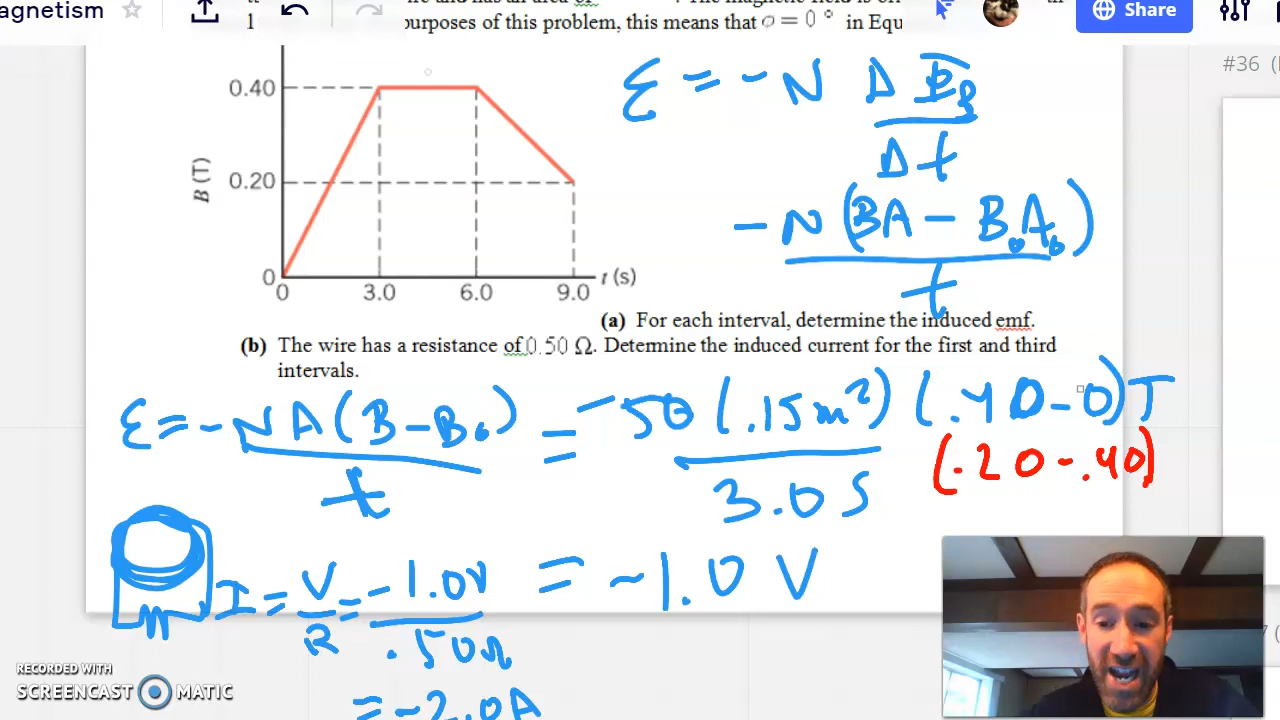 agnetism
Share
urposes of this problem, this means that σ = 0 ° in Equ
#36
0.40
B (T)
0.20
0
0 3.0 6.0 9.0
t (s)
ε = - N ΔΦ_B / Δt
- N (BA - B₀A₀) / t
(a) For each interval, determine the induced emf.
(b) The wire has a resistance of 0.50 Ω. Determine the induced current for the first and third
intervals.
ε = - NA(B - B₀) / t = -50 (.15m²) (.40 - 0) T / 3.0 s
(.20 - .40)
= -1.0 V
I = V/R = -1.0V / .50Ω
= -2.0A
RECORDED WITH
SCREENCAST MATIC